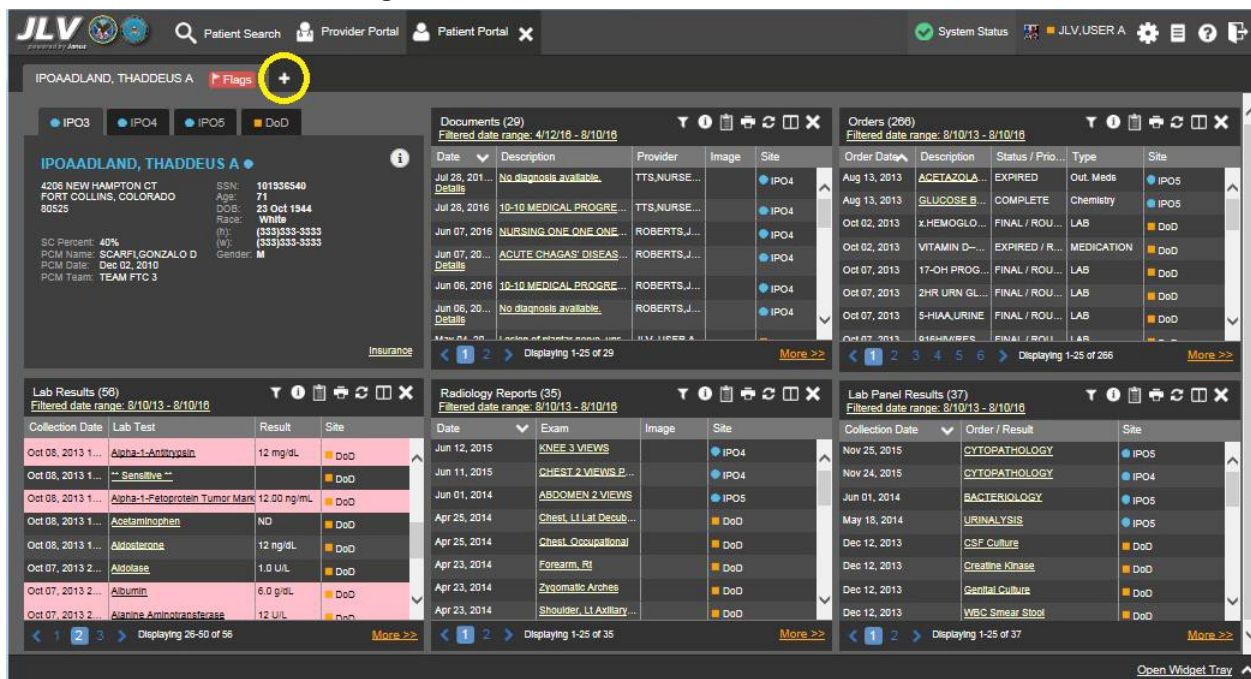 JLV
powered by Janus
Patient Search
Provider Portal
Patient Portal
System Status
JLV,USER A
IPOAADLAND, THADDEUS A
Flags
IPO3
IPO4
IPO5
DoD
IPOAADLAND, THADDEUS A
4206 NEW HAMPTON CT
FORT COLLINS, COLORADO
80525
SSN: 101936540
Age: 71
DOB: 23 Oct 1944
Race: White
(h): (333)333-3333
(w): (333)333-3333
Gender: M
SC Percent: 40%
PCM Name: SCARFI,GONZALO D
PCM Date: Dec 02, 2010
PCM Team: TEAM FTC 3
Insurance
Documents (29)
Filtered date range: 4/12/16 - 8/10/16
Date Description Provider Image Site
Jul 28, 201... No diagnosis available. TTS,NURSE... IPO4
Details
Jul 28, 2016 10-10 MEDICAL PROGRE... TTS,NURSE... IPO4
Jun 07, 2016 NURSING ONE ONE ONE... ROBERTS,J... IPO4
Jun 07, 20... ACUTE CHAGAS' DISEAS... ROBERTS,J... IPO4
Details
Jun 06, 2016 10-10 MEDICAL PROGRE... ROBERTS,J... IPO4
Jun 06, 20... No diagnosis available. ROBERTS,J... IPO4
Details
1 2 Displaying 1-25 of 29 More >>
Orders (266)
Filtered date range: 8/10/13 - 8/10/16
Order Date Description Status / Prio... Type Site
Aug 13, 2013 ACETAZOLA... EXPIRED Out. Meds IPO5
Aug 13, 2013 GLUCOSE B... COMPLETE Chemistry IPO5
Oct 02, 2013 x.HEMOGLO... FINAL / ROU... LAB DoD
Oct 02, 2013 VITAMIN D--... EXPIRED / R... MEDICATION DoD
Oct 07, 2013 17-OH PROG... FINAL / ROU... LAB DoD
Oct 07, 2013 2HR URN GL... FINAL / ROU... LAB DoD
Oct 07, 2013 5-HIAA,URINE FINAL / ROU... LAB DoD
1 2 3 4 5 6 Displaying 1-25 of 266 More >>
Lab Results (56)
Filtered date range: 8/10/13 - 8/10/16
Collection Date Lab Test Result Site
Oct 08, 2013 1... Alpha-1-Antitrypsin 12 mg/dL DoD
Oct 08, 2013 1... ** Sensitive ** DoD
Oct 08, 2013 1... Alpha-1-Fetoprotein Tumor Mark 12.00 ng/mL DoD
Oct 08, 2013 1... Acetaminophen ND DoD
Oct 08, 2013 1... Aldosterone 12 ng/dL DoD
Oct 07, 2013 2... Aldolase 1.0 U/L DoD
Oct 07, 2013 2... Albumin 6.0 g/dL DoD
Oct 07, 2013 2... Alanine Aminotransferase 12 U/L DoD
1 2 3 Displaying 26-50 of 56 More >>
Radiology Reports (35)
Filtered date range: 8/10/13 - 8/10/16
Date Exam Image Site
Jun 12, 2015 KNEE 3 VIEWS IPO4
Jun 11, 2015 CHEST 2 VIEWS P... IPO4
Jun 01, 2014 ABDOMEN 2 VIEWS IPO5
Apr 25, 2014 Chest, Lt Lat Decub... DoD
Apr 25, 2014 Chest, Occupational DoD
Apr 23, 2014 Forearm, Rt DoD
Apr 23, 2014 Zygomatic Arches DoD
Apr 23, 2014 Shoulder, Lt Axillary... DoD
1 2 Displaying 1-25 of 35 More >>
Lab Panel Results (37)
Filtered date range: 8/10/13 - 8/10/16
Collection Date Order / Result Site
Nov 25, 2015 CYTOPATHOLOGY IPO5
Nov 24, 2015 CYTOPATHOLOGY IPO4
Jun 01, 2014 BACTERIOLOGY IPO5
May 18, 2014 URINALYSIS IPO5
Dec 12, 2013 CSF Culture DoD
Dec 12, 2013 Creatine Kinase DoD
Dec 12, 2013 Genital Culture DoD
Dec 12, 2013 WBC Smear Stool DoD
1 2 Displaying 1-25 of 37 More >>
Open Widget Tray